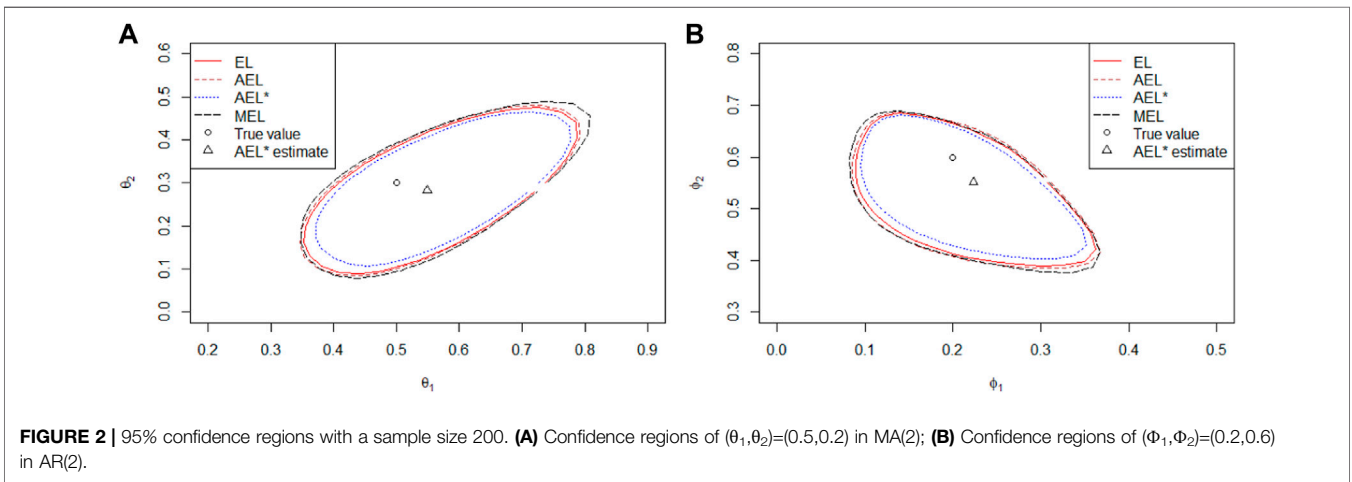 A
EL
AEL
AEL*
MEL
True value
AEL* estimate
θ2
0.6
0.5
0.4
0.3
0.2
0.1
0.0
0.2 0.3 0.4 0.5 0.6 0.7 0.8 0.9
θ1
B
EL
AEL
AEL*
MEL
True value
AEL* estimate
ϕ2
0.8
0.7
0.6
0.5
0.4
0.3
0.0 0.1 0.2 0.3 0.4 0.5
ϕ1
FIGURE 2 | 95% confidence regions with a sample size 200. (A) Confidence regions of (θ1,θ2)=(0.5,0.2) in MA(2); (B) Confidence regions of (Φ1,Φ2)=(0.2,0.6)
in AR(2).